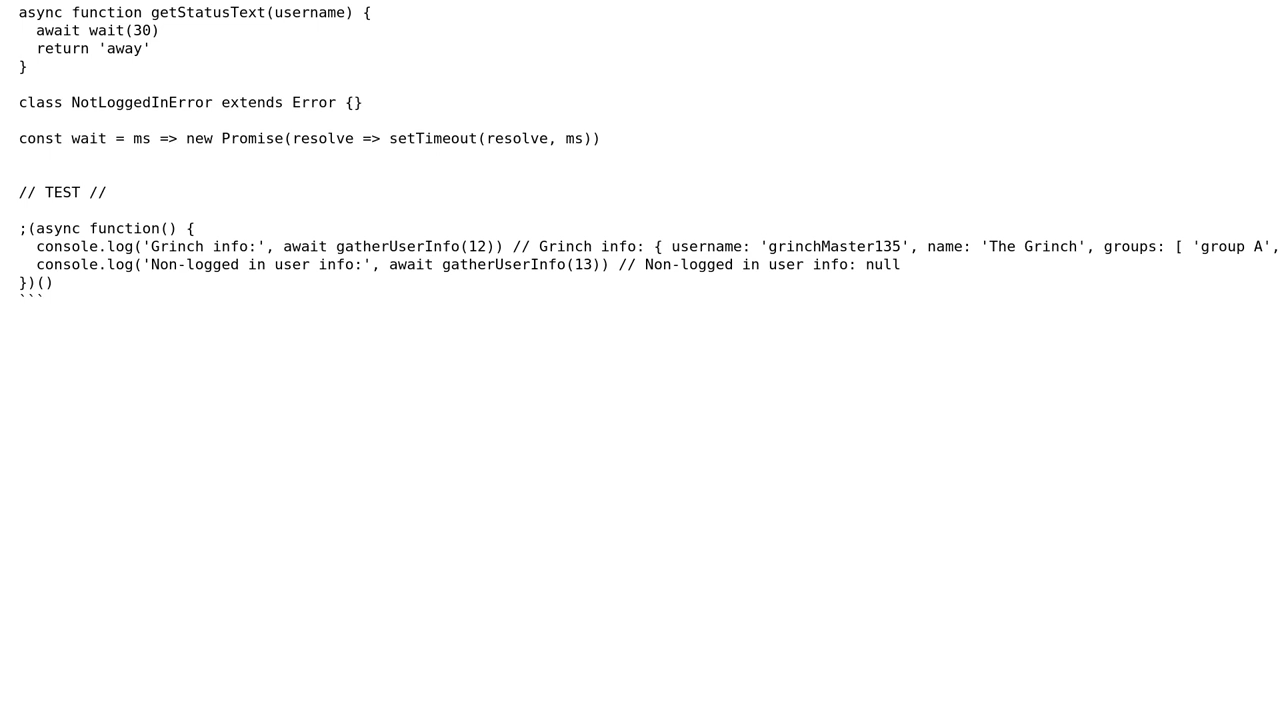 async function getStatusText(username) {
  await wait(30)
  return 'away'
}

class NotLoggedInError extends Error {}

const wait = ms => new Promise(resolve => setTimeout(resolve, ms))


// TEST //

;(async function() {
  console.log('Grinch info:', await gatherUserInfo(12)) // Grinch info: { username: 'grinchMaster135', name: 'The Grinch', groups: [ 'group A',
  console.log('Non-logged in user info:', await gatherUserInfo(13)) // Non-logged in user info: null
})()
```